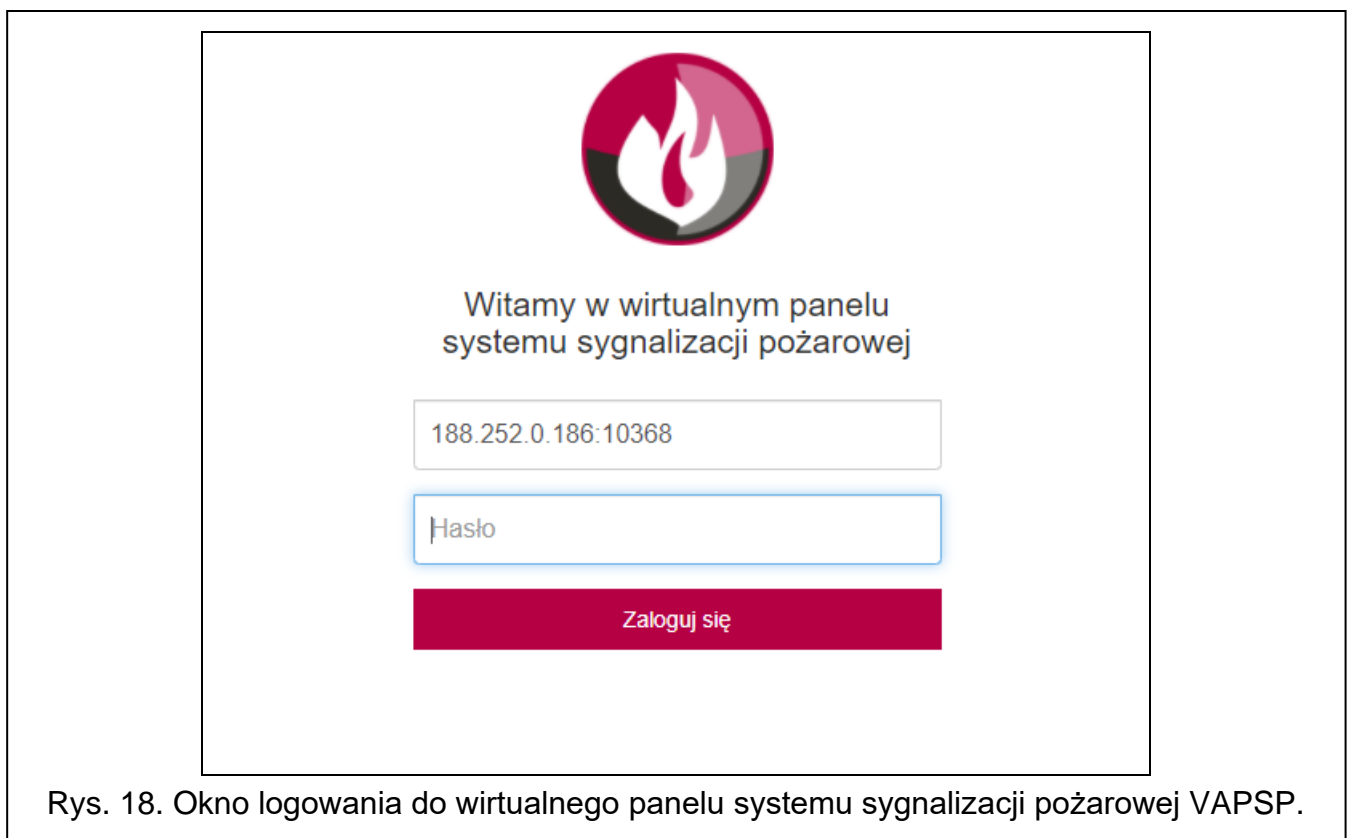 Witamy w wirtualnym panelu
systemu sygnalizacji pożarowej
188.252.0.186:10368
Hasło
Zaloguj się
Rys. 18. Okno logowania do wirtualnego panelu systemu sygnalizacji pożarowej VAPSP.